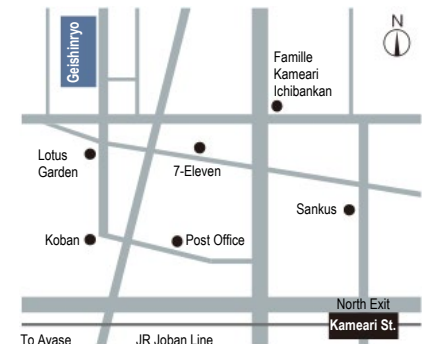 N
Geishinryo
Famille
Kameari
Ichibankan
Lotus
Garden
7-Eleven
Sankus
Koban
Post Office
North Exit
Kameari St.
To Ayase
JR Joban Line